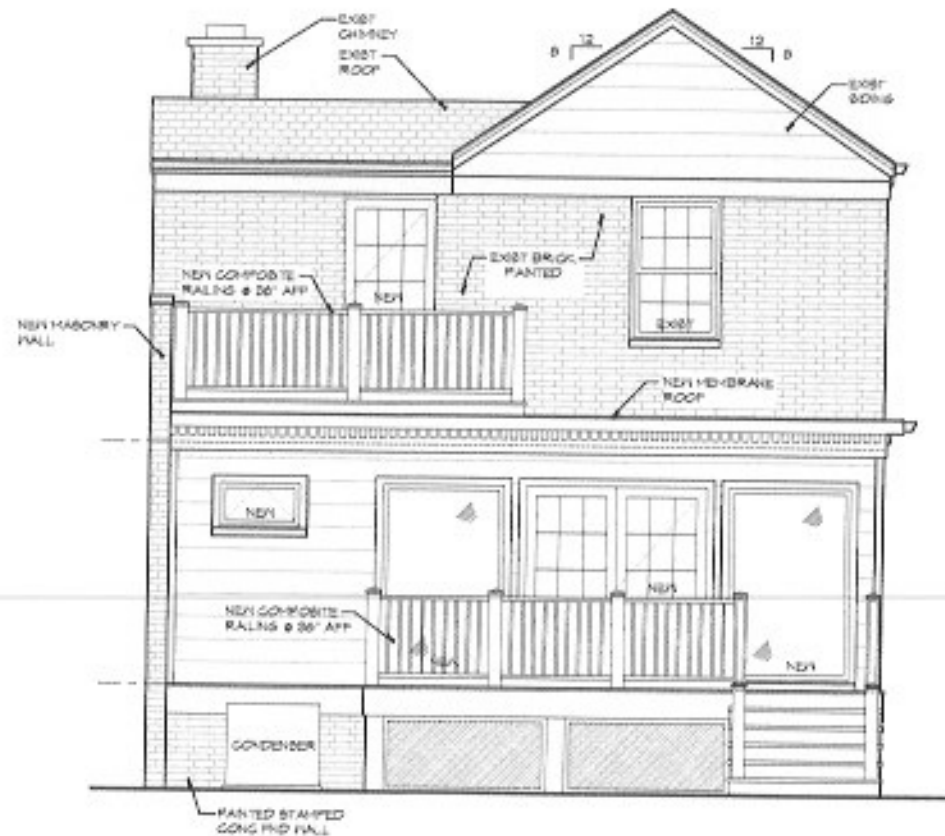 EXIST
CHIMNEY
EXIST
ROOF
12
8
12
8
EXIST
SIDING
EXIST BRICK,
PAINTED
NEW COMPOSITE
RAILING @ 36" AFF
NEW
EXIST
NEW MASONRY
WALL
NEW MEMBRANE
ROOF
NEW
NEW
NEW COMPOSITE
RAILING @ 36" AFF
NEW
CONDENSER
PAINTED STAMPED
CONC FND WALL